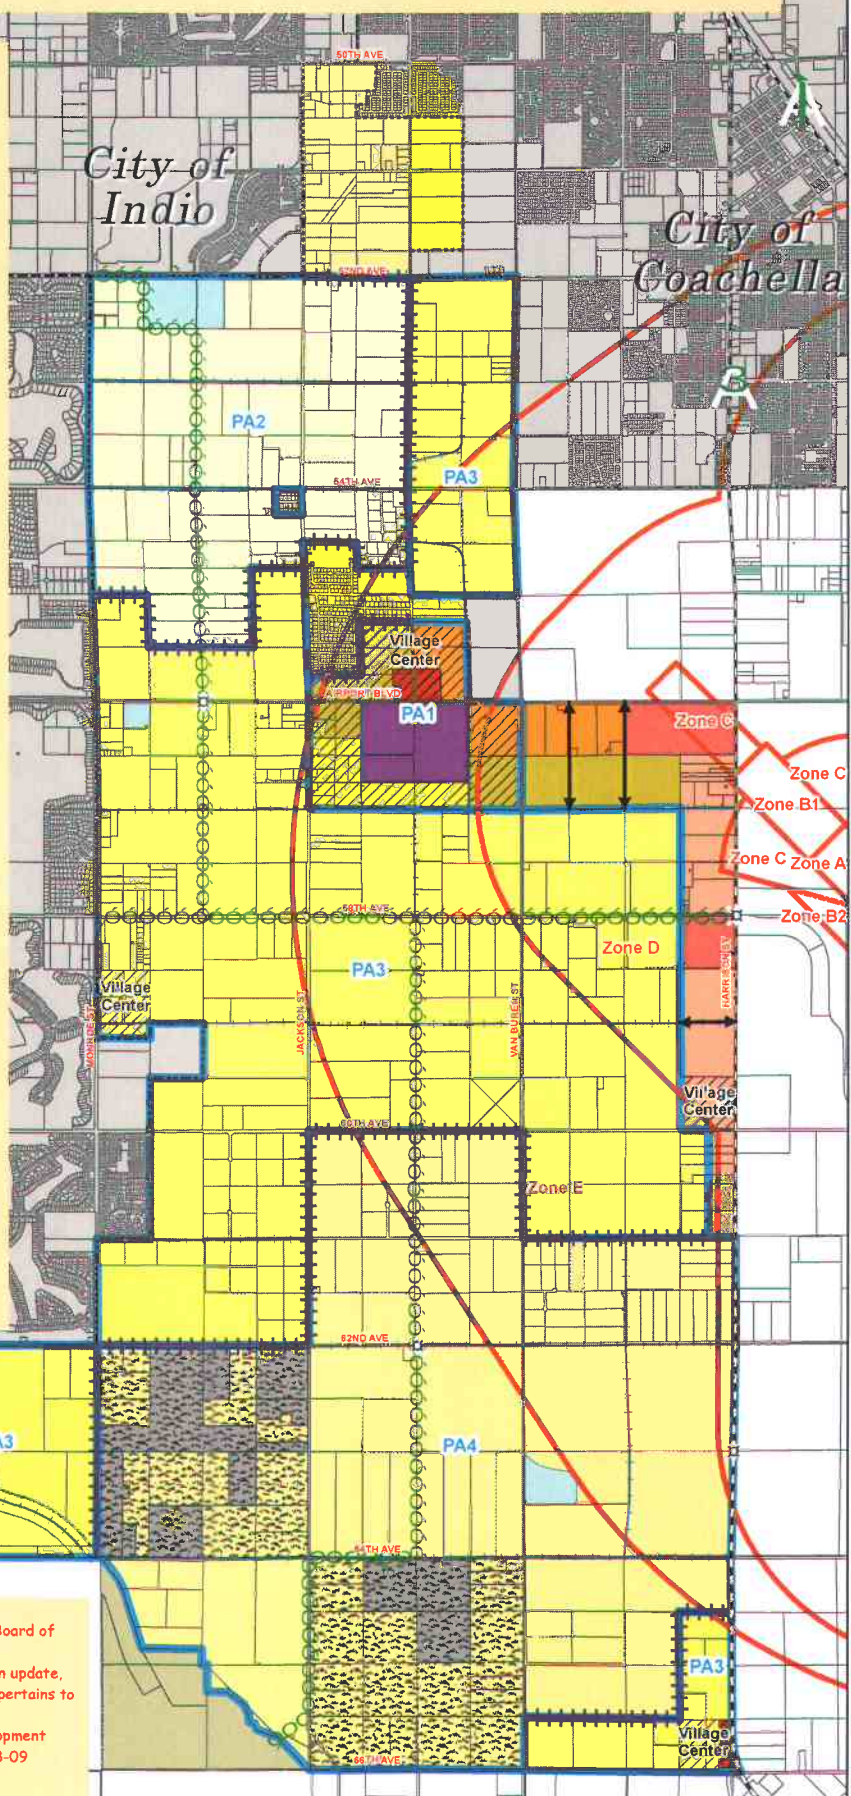 50TH AVE
City of
Indio
City of
Coachella
52ND AVE
PA2
PA3
54TH AVE
Village
Center
AIRPORT BLVD
PA1
Zone C
Zone C
Zone B1
Zone C
Zone A
Zone B2
58TH AVE
Zone D
PA3
HARRISON ST
Village
Center
MONROE ST
JACKSON ST
VAN BUREN ST
Village
Center
60TH AVE
Zone E
62ND AVE
A3
PA4
64TH AVE
Board of
n update,
pertains to
opment
-09
PA3
Village
Center
66TH AVE